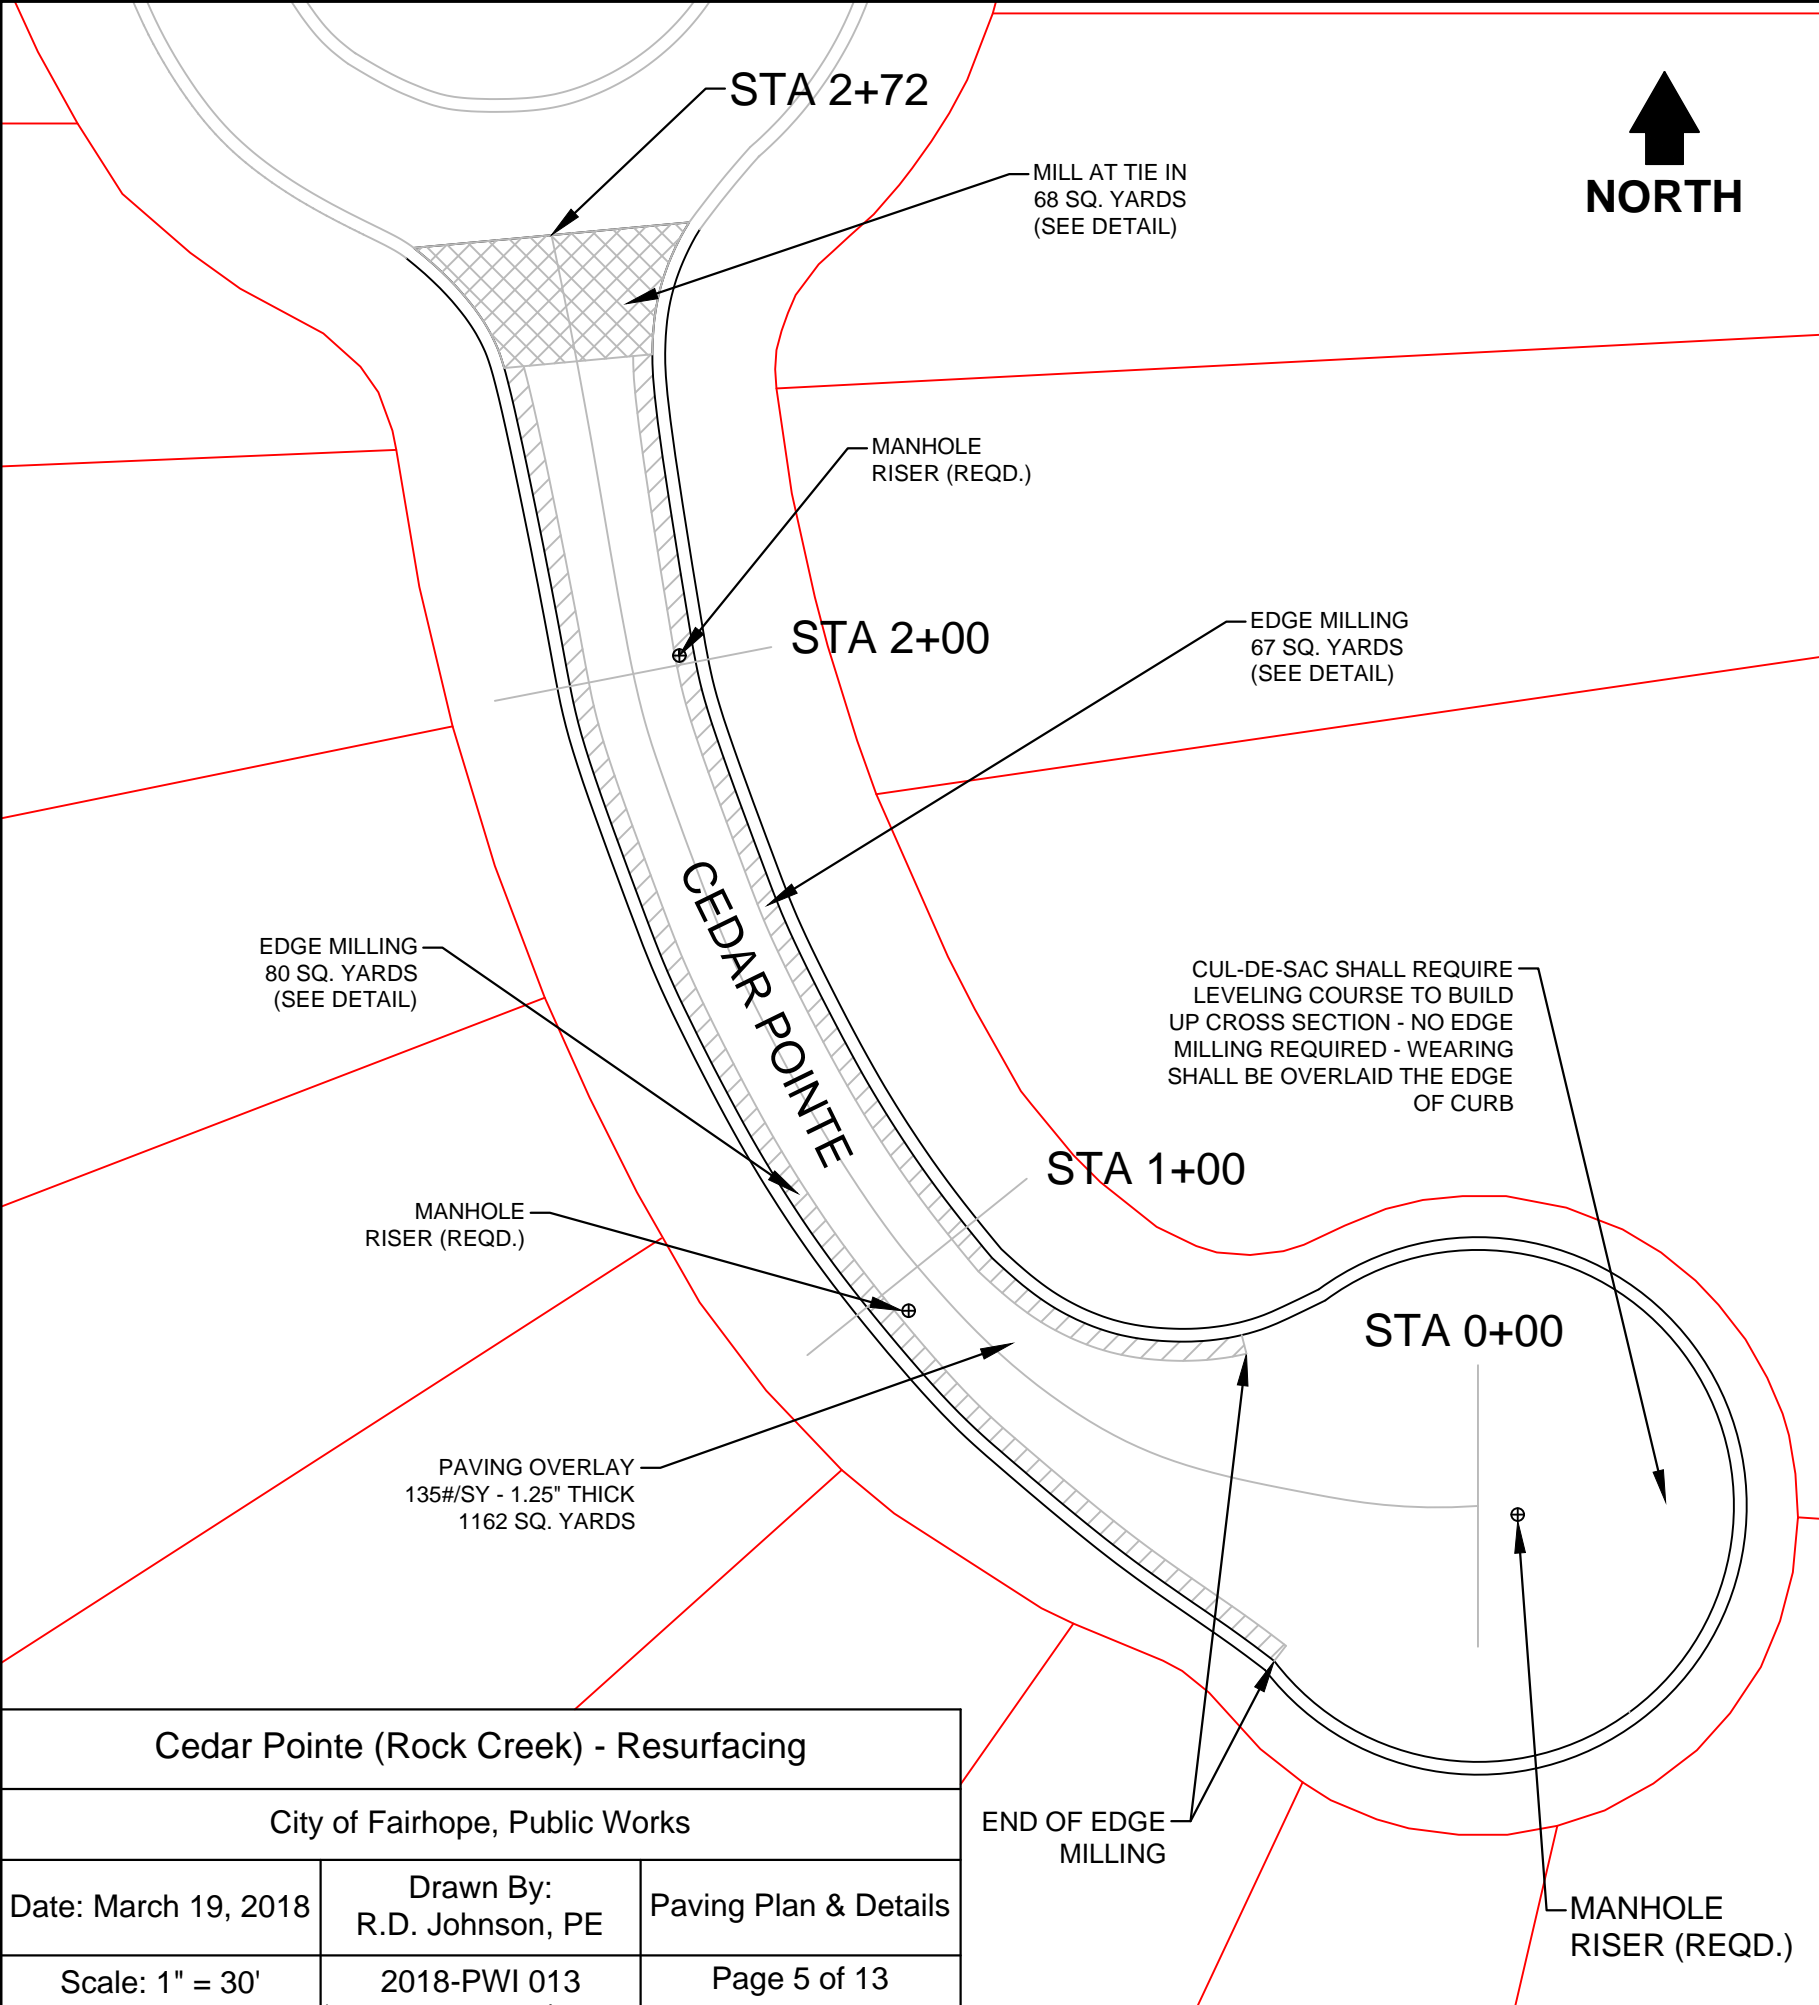 STA 2+72
MILL AT TIE IN
68 SQ. YARDS
(SEE DETAIL)
NORTH
MANHOLE
RISER (REQD.)
STA 2+00
EDGE MILLING
67 SQ. YARDS
(SEE DETAIL)
CEDAR POINTE
EDGE MILLING
80 SQ. YARDS
(SEE DETAIL)
CUL-DE-SAC SHALL REQUIRE
LEVELING COURSE TO BUILD
UP CROSS SECTION - NO EDGE
MILLING REQUIRED - WEARING
SHALL BE OVERLAID THE EDGE
OF CURB
STA 1+00
MANHOLE
RISER (REQD.)
STA 0+00
PAVING OVERLAY
135#/SY - 1.25" THICK
1162 SQ. YARDS
END OF EDGE
MILLING
MANHOLE
RISER (REQD.)
Cedar Pointe (Rock Creek) - Resurfacing
City of Fairhope, Public Works
Date: March 19, 2018
Drawn By:
R.D. Johnson, PE
Paving Plan & Details
Scale: 1" = 30'
2018-PWI 013
Page 5 of 13